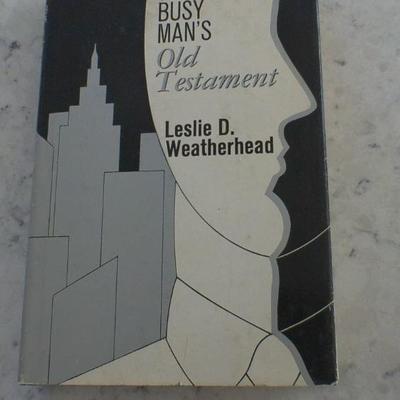 BUSY
MAN'S
Old
Testament
Leslie D.
Weatherhead